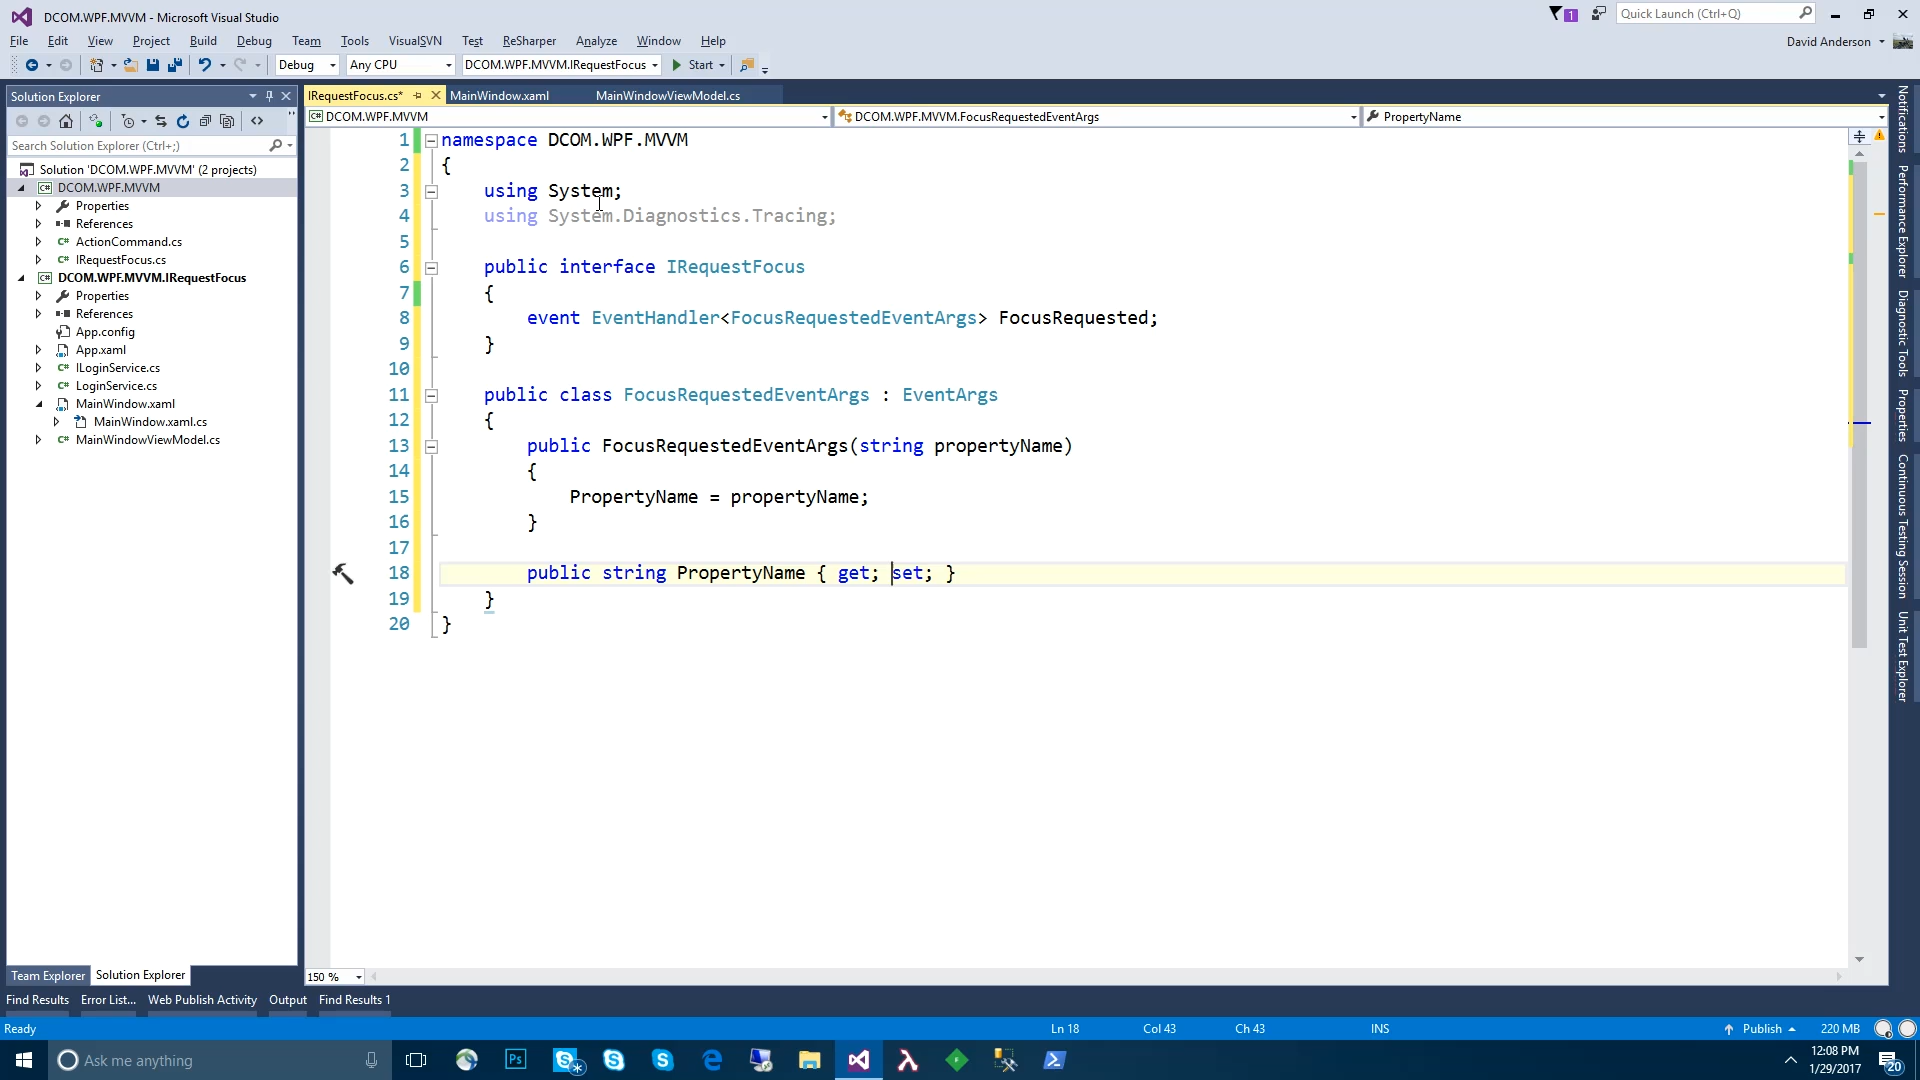 DCOM.WPF.MVVM - Microsoft Visual Studio
1
Quick Launch (Ctrl+Q)
File Edit View Project Build Debug Team Tools VisualSVN Test ReSharper Analyze Window Help
David Anderson
Debug Any CPU DCOM.WPF.MVVM.IRequestFocus Start
Solution Explorer
IRequestFocus.cs* MainWindow.xaml MainWindowViewModel.cs
DCOM.WPF.MVVM DCOM.WPF.MVVM.FocusRequestedEventArgs PropertyName
Search Solution Explorer (Ctrl+;)
Solution 'DCOM.WPF.MVVM' (2 projects)
DCOM.WPF.MVVM
Properties
References
ActionCommand.cs
IRequestFocus.cs
DCOM.WPF.MVVM.IRequestFocus
Properties
References
App.config
App.xaml
ILoginService.cs
LoginService.cs
MainWindow.xaml
MainWindow.xaml.cs
MainWindowViewModel.cs
1 namespace DCOM.WPF.MVVM
2 {
3 using System;
4 using System.Diagnostics.Tracing;
5
6 public interface IRequestFocus
7 {
8 event EventHandler<FocusRequestedEventArgs> FocusRequested;
9 }
10
11 public class FocusRequestedEventArgs : EventArgs
12 {
13 public FocusRequestedEventArgs(string propertyName)
14 {
15 PropertyName = propertyName;
16 }
17
18 public string PropertyName { get; set; }
19 }
20 }
Notifications
Performance Explorer
Diagnostic Tools
Properties
Continuous Testing Session
Unit Test Explorer
150 %
Team Explorer Solution Explorer
Find Results Error List... Web Publish Activity Output Find Results 1
Ready Ln 18 Col 43 Ch 43 INS Publish 220 MB
Ask me anything
Ps
12:08 PM
1/29/2017
20